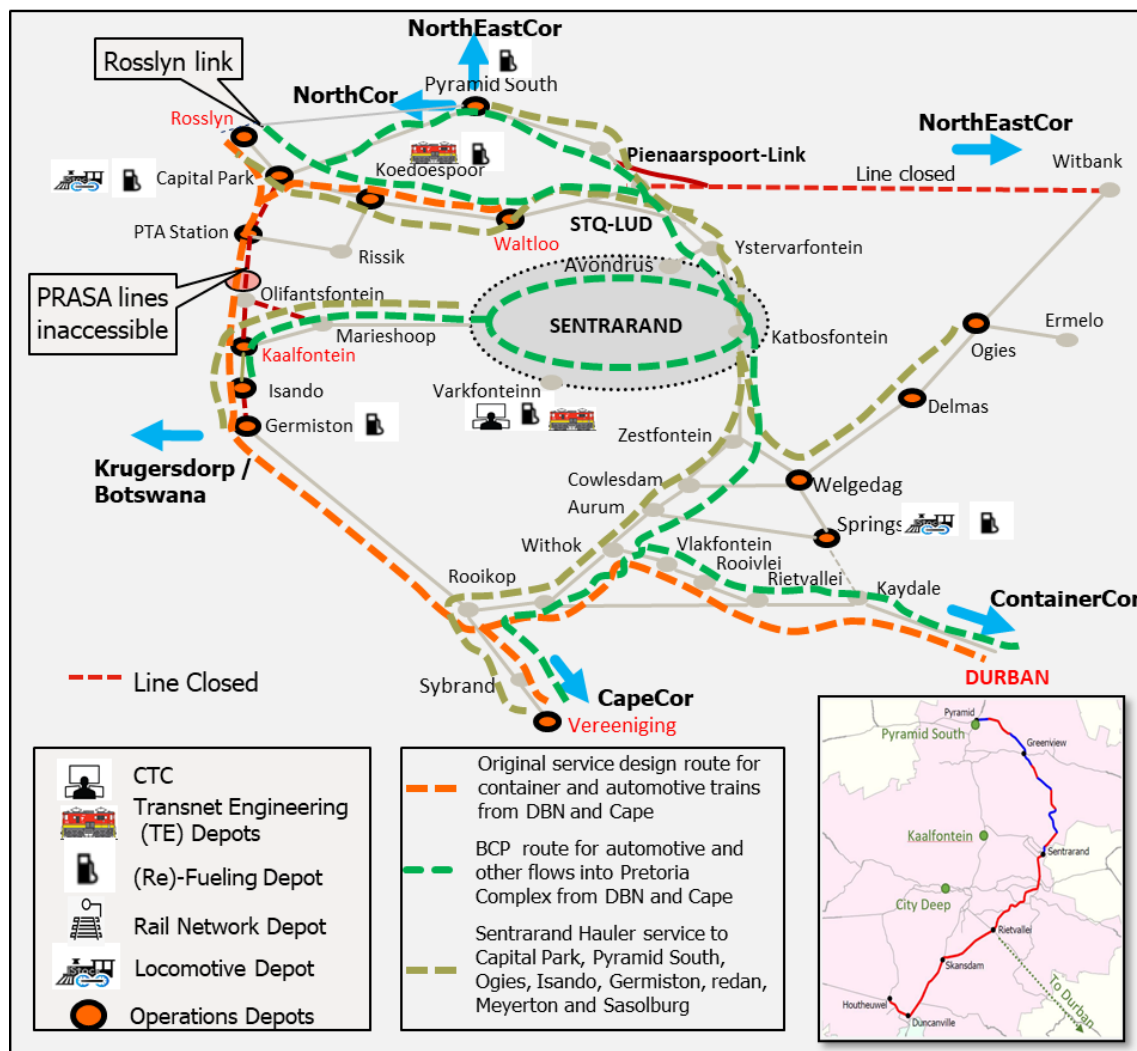 NorthEastCor
Rosslyn link
Pyramid South
NorthCor
Rosslyn
NorthEastCor
Pienaarspoort-Link
Witbank
Koedoespoor
Capital Park
Line closed
STQ-LUD
PTA Station
Waltloo
Ystervarfontein
Rissik
Avondrus
PRASA lines
inaccessible
Olifantsfontein
SENTRARAND
Marieshoop
Katbosfontein
Ermelo
Ogies
Kaalfontein
Isando
Varkfonteinn
Delmas
Germiston
Zestfontein
Krugersdorp /
Botswana
Cowlesdam
Welgedag
Aurum
Springs
Withok
Vlakfontein
Rooivlei
Rooikop
Rietvallei
Kaydale
ContainerCor
Line Closed
Sybrand
CapeCor
DURBAN
Vereeniging
CTC
Transnet Engineering
(TE) Depots
(Re)-Fueling Depot
Rail Network Depot
Locomotive Depot
Operations Depots
Original service design route for
container and automotive trains
from DBN and Cape
BCP route for automotive and
other flows into Pretoria
Complex from DBN and Cape
Sentrarand Hauler service to
Capital Park, Pyramid South,
Ogies, Isando, Germiston, redan,
Meyerton and Sasolburg
Pyramid
Pyramid South
Greenview
Kaalfontein
Sentrarand
City Deep
Rietvallei
Skansdam
To Durban
Houtheuwel
Duncanville